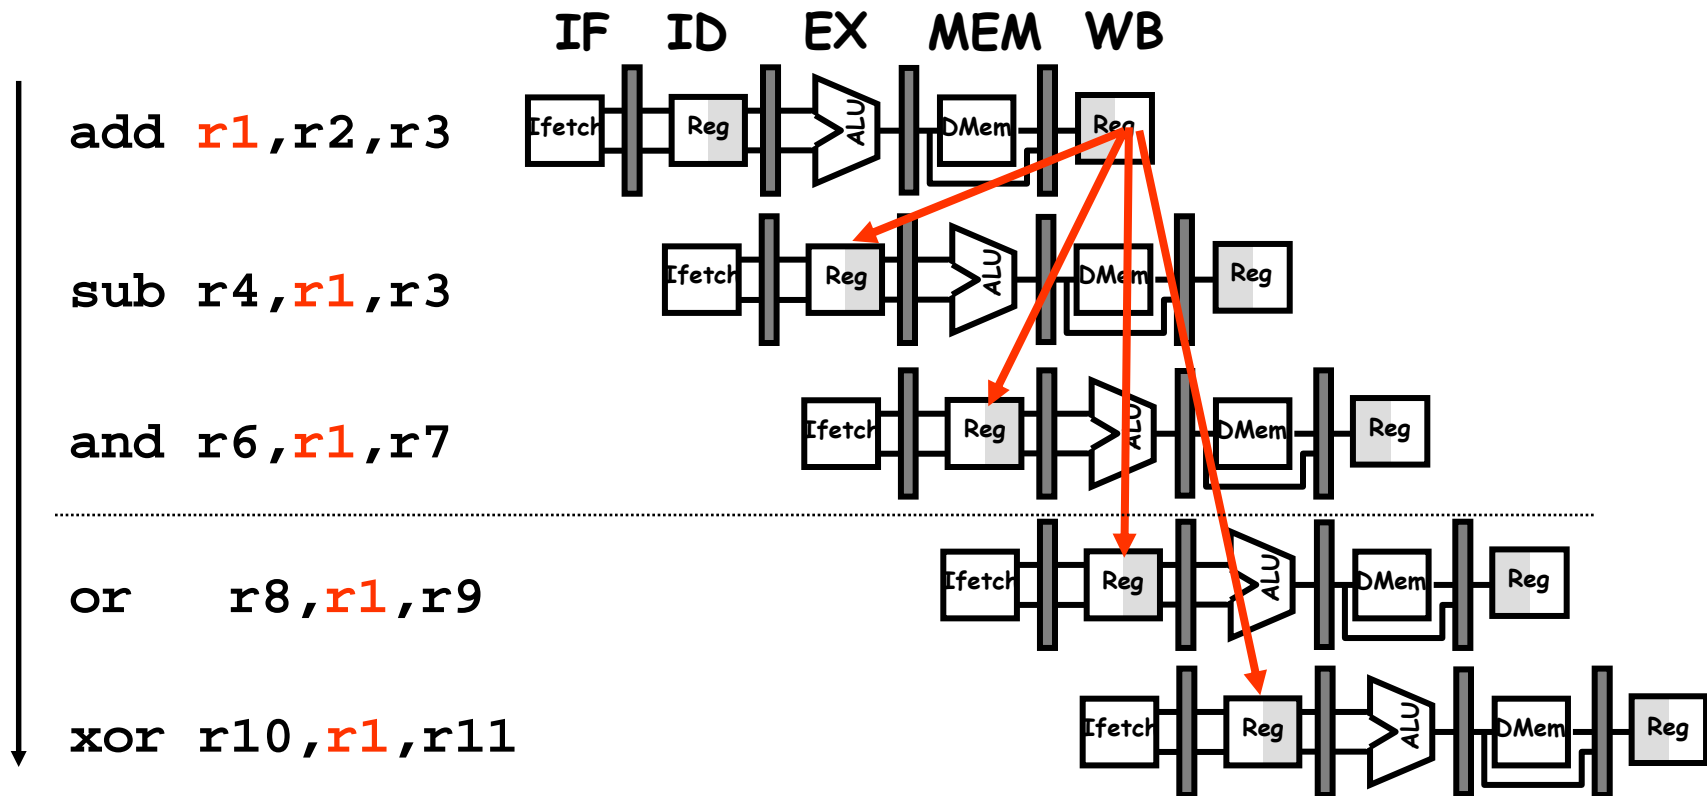 IF ID EX MEM WB
add r1,r2,r3 Ifetch Reg ALU DMem Reg
sub r4,r1,r3 Ifetch Reg ALU DMem Reg
and r6,r1,r7 Ifetch Reg ALU DMem Reg
or r8,r1,r9 Ifetch Reg ALU DMem Reg
xor r10,r1,r11 Ifetch Reg ALU DMem Reg